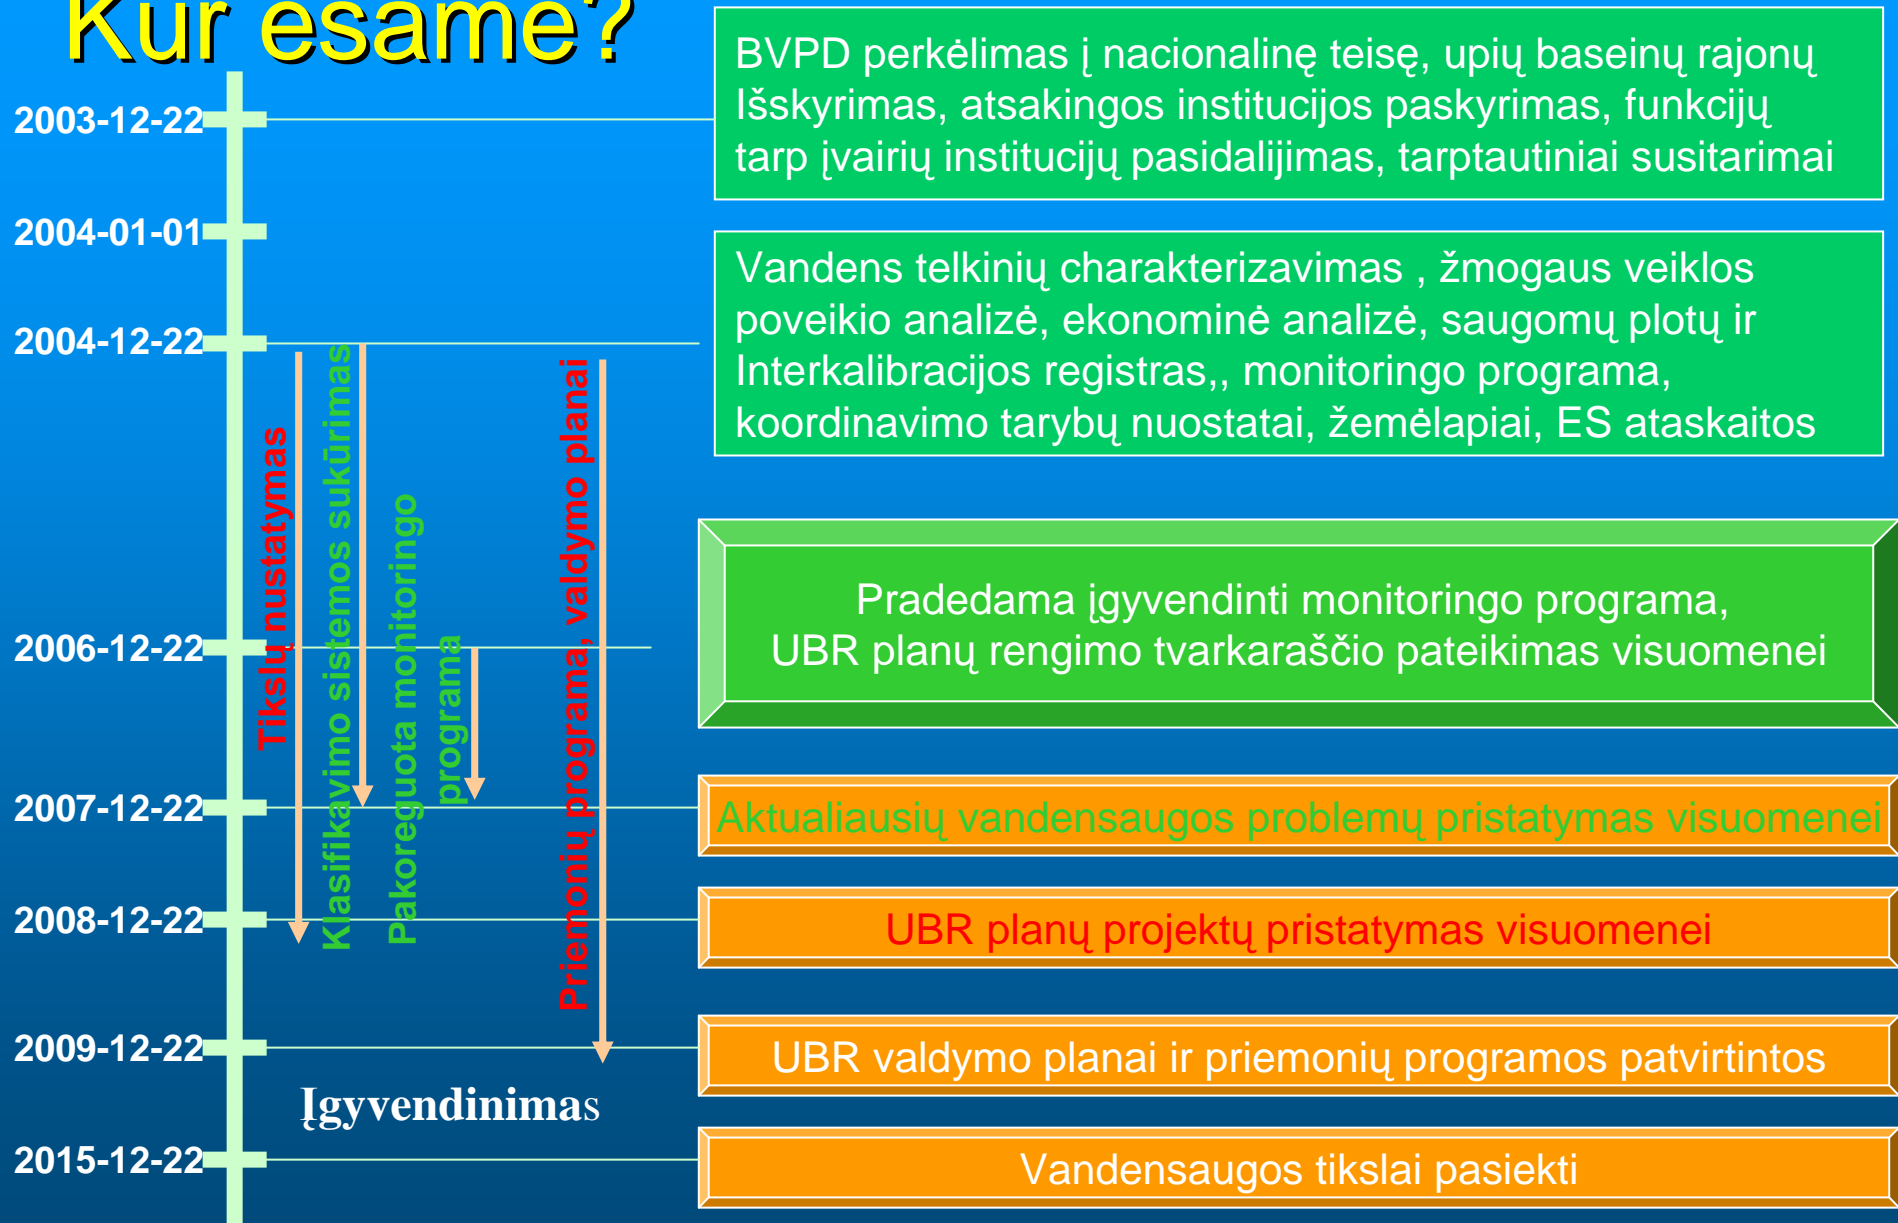 Kur esame?
2003-12-22
BVPD perkėlimas į nacionalinę teisę, upių baseinų rajonų
Išskyrimas, atsakingos institucijos paskyrimas, funkcijų
tarp įvairių institucijų pasidalijimas, tarptautiniai susitarimai
2004-01-01
2004-12-22
Vandens telkinių charakterizavimas , žmogaus veiklos
poveikio analizė, ekonominė analizė, saugomų plotų ir
Interkalibracijos registras,, monitoringo programa,
koordinavimo tarybų nuostatai, žemėlapiai, ES ataskaitos
Tikslų nustatymas
Klasifikavimo sistemos sukūrimas
Pakoreguota monitoringo
programa
Priemonių programa, valdymo planai
2006-12-22
Pradedama įgyvendinti monitoringo programa,
UBR planų rengimo tvarkaraščio pateikimas visuomenei
2007-12-22
Aktualiausių vandensaugos problemų pristatymas visuomenei
2008-12-22
UBR planų projektų pristatymas visuomenei
2009-12-22
UBR valdymo planai ir priemonių programos patvirtintos
Įgyvendinimas
2015-12-22
Vandensaugos tikslai pasiekti